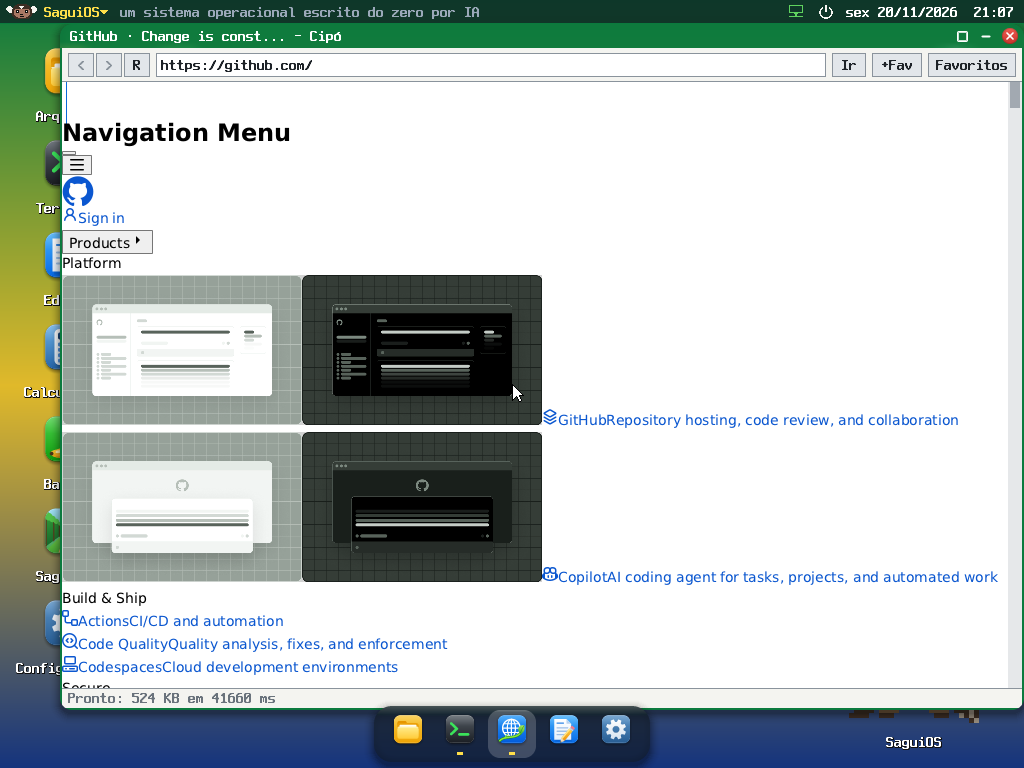 SaguiOS▾ um sistema operacional escrito do zero por IA sex 20/11/2026 21:07
GitHub · Change is const... - Cipó
< > R https://github.com/ Ir +Fav Favoritos
Navigation Menu
Sign in
Products
Platform
GitHubRepository hosting, code review, and collaboration
CopilotAI coding agent for tasks, projects, and automated work
Build & Ship
ActionsCI/CD and automation
Code QualityQuality analysis, fixes, and enforcement
CodespacesCloud development environments
Secure
Pronto: 524 KB em 41660 ms
Arq
Ter
Ed
Calcu
Ba
Sag
Config
SaguiOS